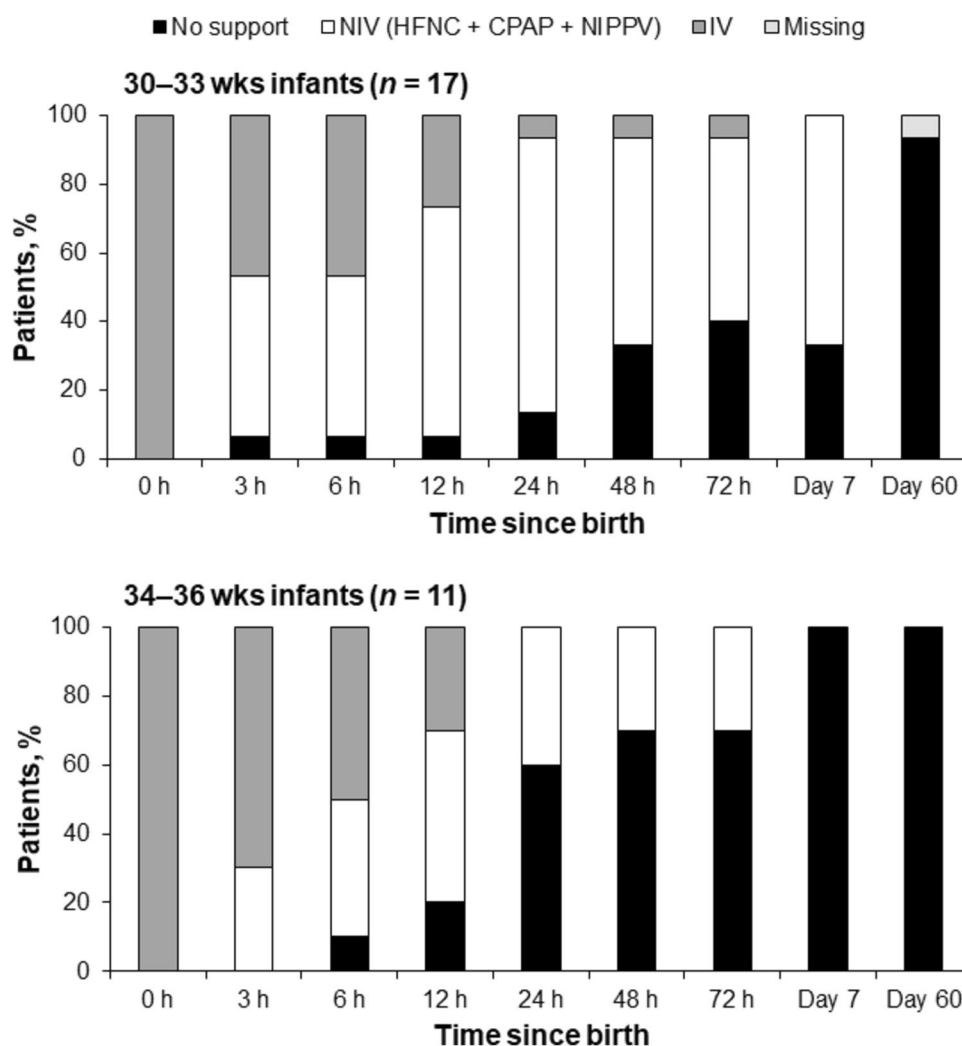 No support NIV (HFNC + CPAP + NIPPV) IV Missing
30–33 wks infants (n = 17)
100
80
60
40
20
0
Patients, %
0 h 3 h 6 h 12 h 24 h 48 h 72 h Day 7 Day 60
Time since birth
34–36 wks infants (n = 11)
100
80
60
40
20
0
Patients, %
0 h 3 h 6 h 12 h 24 h 48 h 72 h Day 7 Day 60
Time since birth